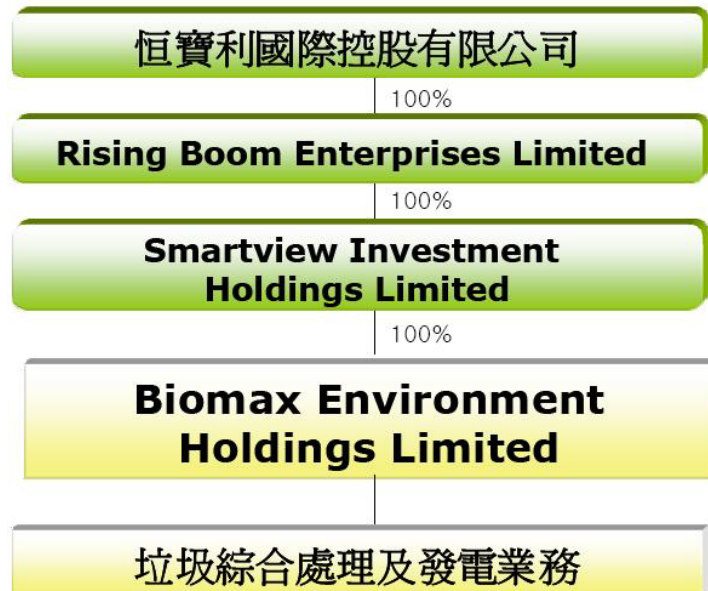 恒寶利國際控股有限公司
100%
Rising Boom Enterprises Limited
100%
Smartview Investment
Holdings Limited
100%
Biomax Environment
Holdings Limited
垃圾綜合處理及發電業務